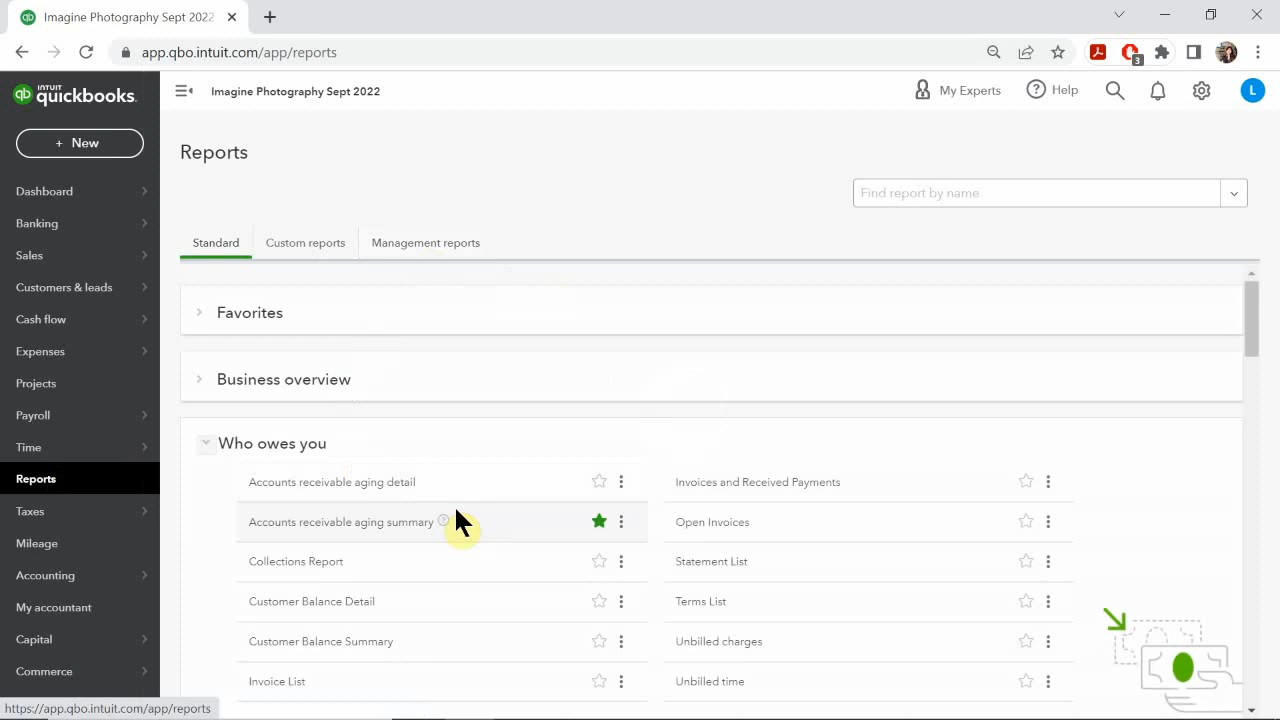 Imagine Photography Sept 2022
app.qbo.intuit.com/app/reports
3
INTUIT
quickbooks.
Imagine Photography Sept 2022
My Experts
Help
L
+ New
Dashboard
Banking
Sales
Customers & leads
Cash flow
Expenses
Projects
Payroll
Time
Reports
Taxes
Mileage
Accounting
My accountant
Capital
Commerce
Reports
Find report by name
Standard
Custom reports
Management reports
Favorites
Business overview
Who owes you
Accounts receivable aging detail
Invoices and Received Payments
Accounts receivable aging summary
Open Invoices
Collections Report
Statement List
Customer Balance Detail
Terms List
Customer Balance Summary
Unbilled charges
Invoice List
Unbilled time
https://app.qbo.intuit.com/app/reports